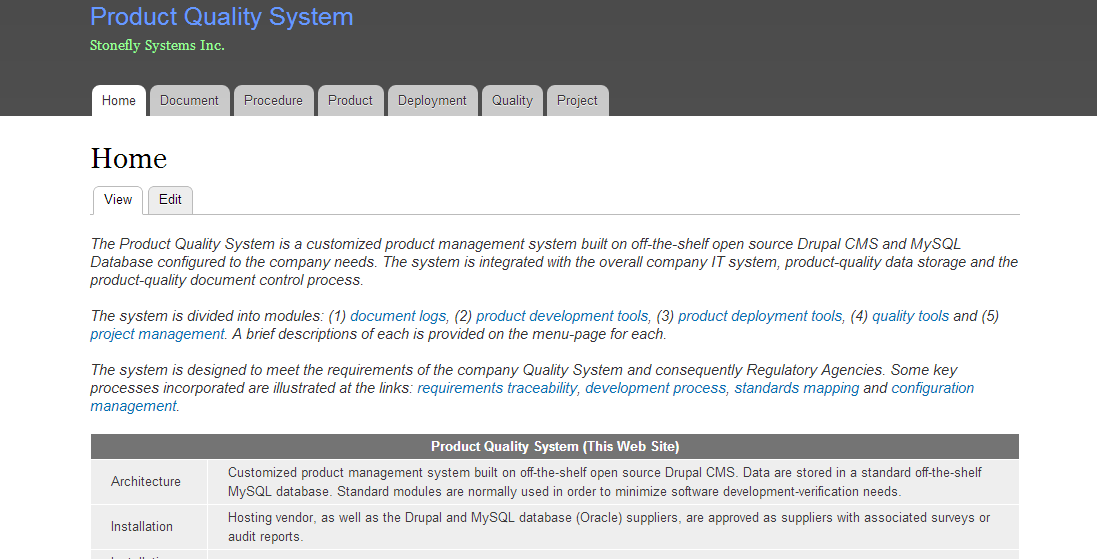 Product Quality System
Stonefly Systems Inc.
Home Document Procedure Product Deployment Quality Project
Home
View Edit
The Product Quality System is a customized product management system built on off-the-shelf open source Drupal CMS and MySQL
Database configured to the company needs. The system is integrated with the overall company IT system, product-quality data storage and the
product-quality document control process.
The system is divided into modules: (1) document logs, (2) product development tools, (3) product deployment tools, (4) quality tools and (5)
project management. A brief descriptions of each is provided on the menu-page for each.
The system is designed to meet the requirements of the company Quality System and consequently Regulatory Agencies. Some key
processes incorporated are illustrated at the links: requirements traceability, development process, standards mapping and configuration
management.
Product Quality System (This Web Site)
Architecture
Customized product management system built on off-the-shelf open source Drupal CMS. Data are stored in a standard off-the-shelf
MySQL database. Standard modules are normally used in order to minimize software development-verification needs.
Installation
Hosting vendor, as well as the Drupal and MySQL database (Oracle) suppliers, are approved as suppliers with associated surveys or
audit reports.